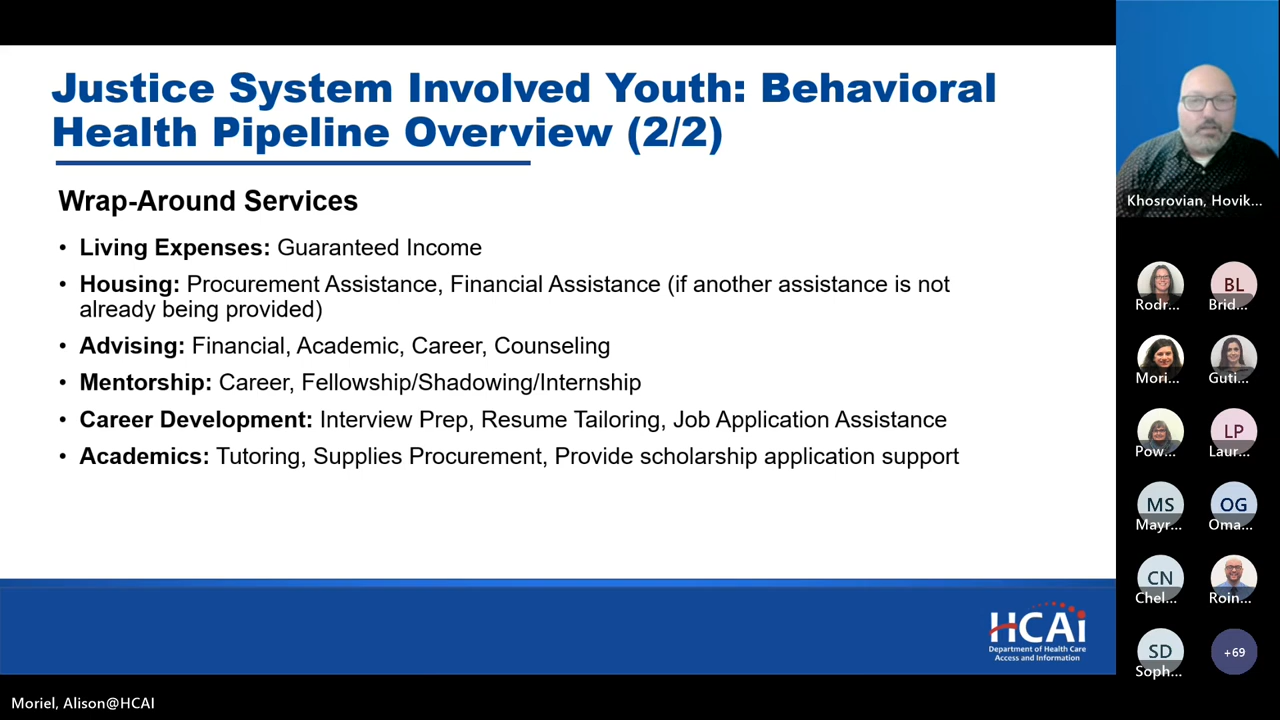 Justice System Involved Youth: Behavioral
Health Pipeline Overview (2/2)
Wrap-Around Services
• Living Expenses: Guaranteed Income
• Housing: Procurement Assistance, Financial Assistance (if another assistance is not
already being provided)
• Advising: Financial, Academic, Career, Counseling
• Mentorship: Career, Fellowship/Shadowing/Internship
• Career Development: Interview Prep, Resume Tailoring, Job Application Assistance
• Academics: Tutoring, Supplies Procurement, Provide scholarship application support
HCAi
Department of Health Care
Access and Information
Moriel, Alison@HCAI
Khosrovian, Hovik...
Rodr...
BL
Brid...
Mori...
Guti...
Pow...
LP
Laur...
MS
Mayr...
OG
Oma...
CN
Chel...
Roin...
SD
Soph...
+69